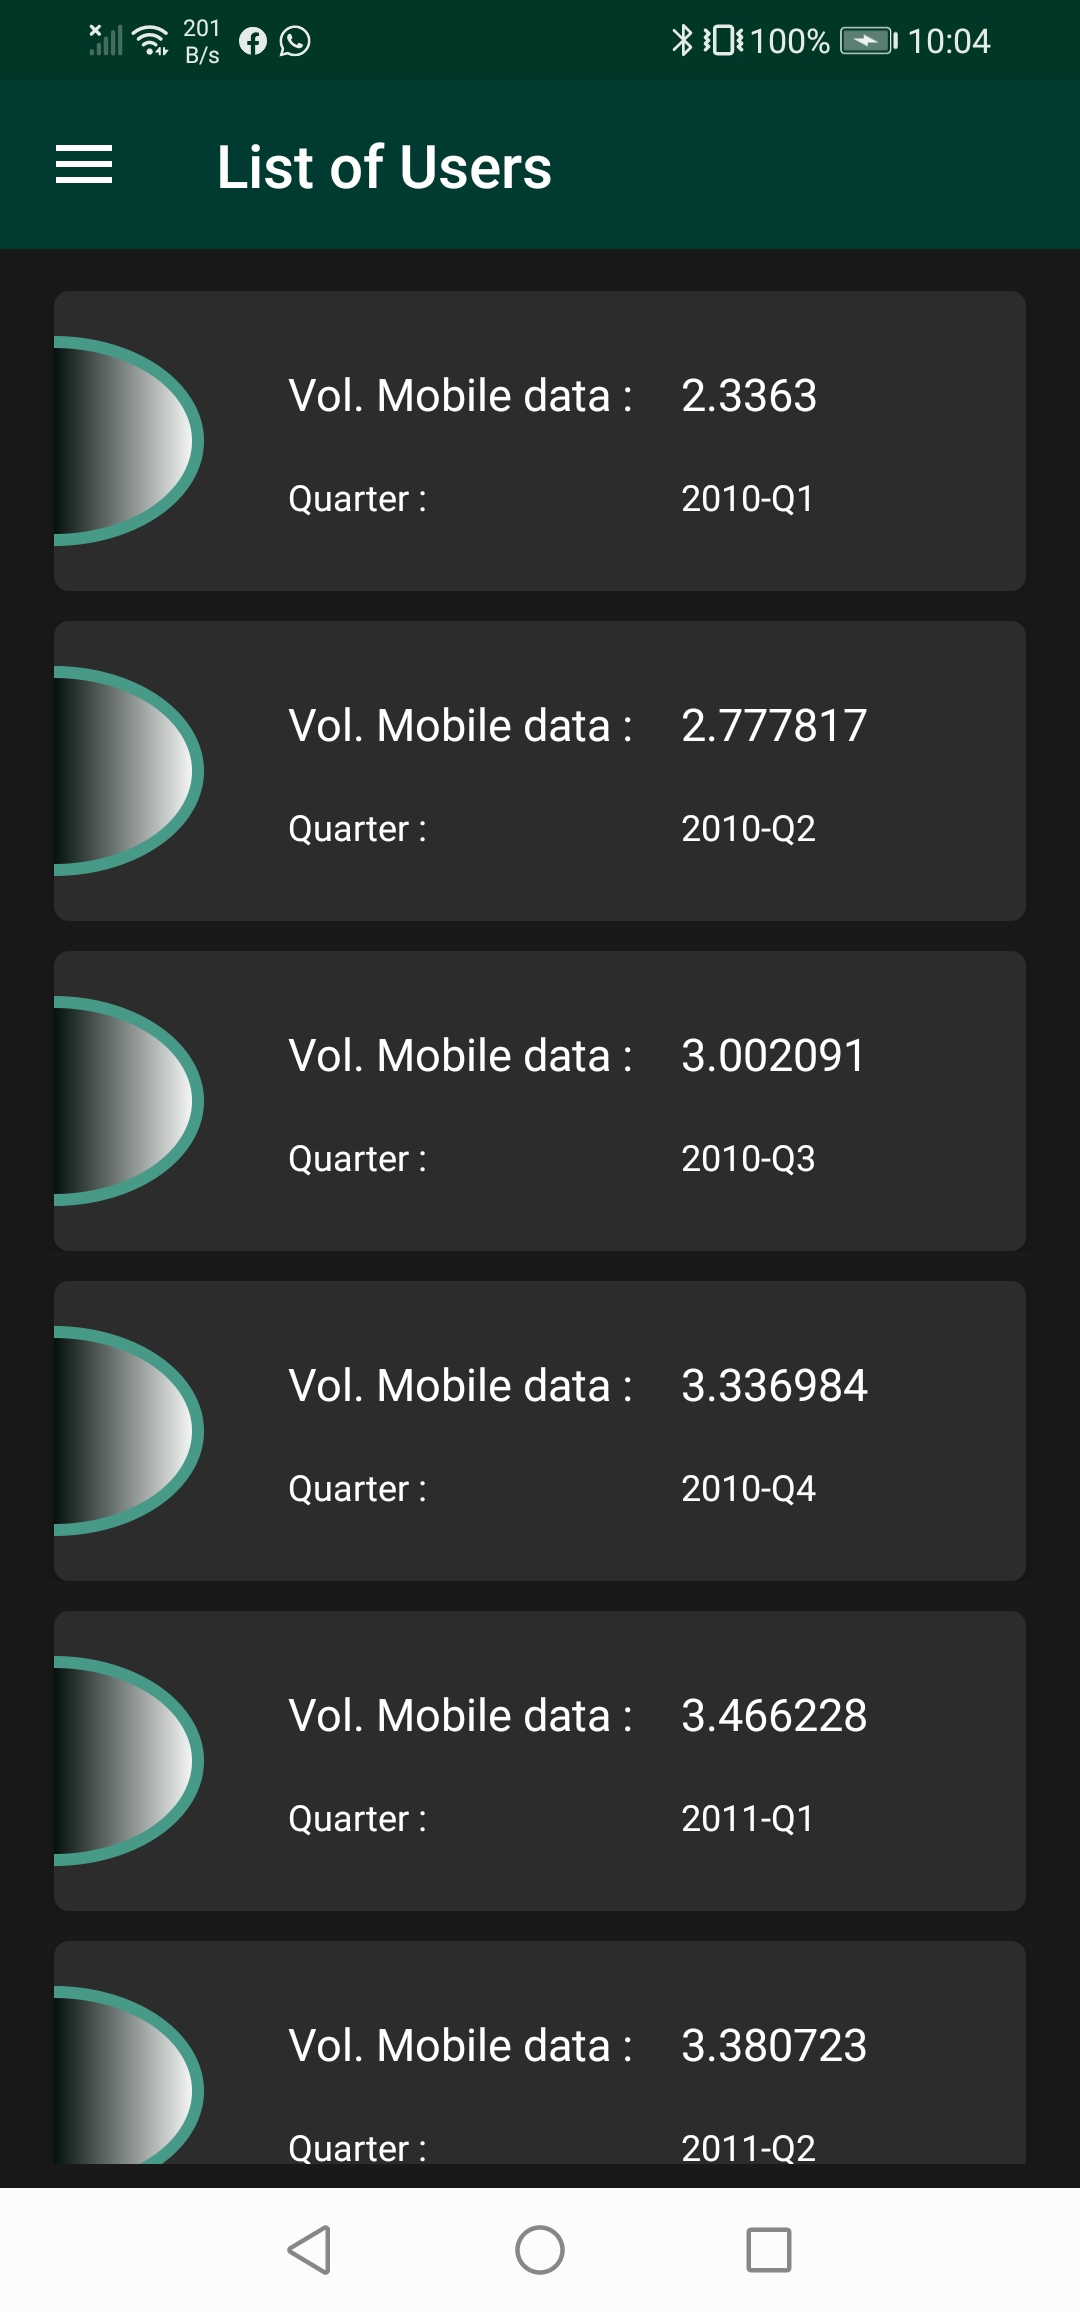 201 B/s 100% 10:04
List of Users
Vol. Mobile data : 2.3363
Quarter : 2010-Q1
Vol. Mobile data : 2.777817
Quarter : 2010-Q2
Vol. Mobile data : 3.002091
Quarter : 2010-Q3
Vol. Mobile data : 3.336984
Quarter : 2010-Q4
Vol. Mobile data : 3.466228
Quarter : 2011-Q1
Vol. Mobile data : 3.380723
Quarter : 2011-Q2